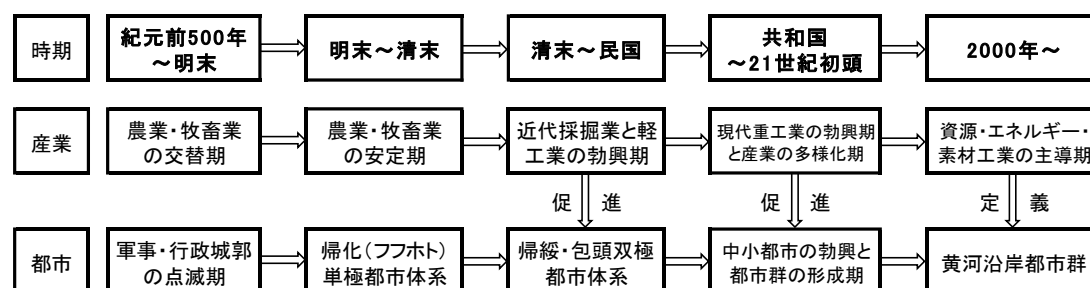 時期
紀元前500年
～明末
明末～清末
清末～民国
共和国
～21世紀初頭
2000年～
産業
農業・牧畜業
の交替期
農業・牧畜業
の安定期
近代採掘業と軽
工業の勃興期
現代重工業の勃興期
と産業の多様化期
資源・エネルギー・
素材工業の主導期
促 進
促 進
定 義
都市
軍事・行政城郭
の点滅期
帰化（フフホト）
単極都市体系
帰綏・包頭双極
都市体系
中小都市の勃興と
都市群の形成期
黄河沿岸都市群